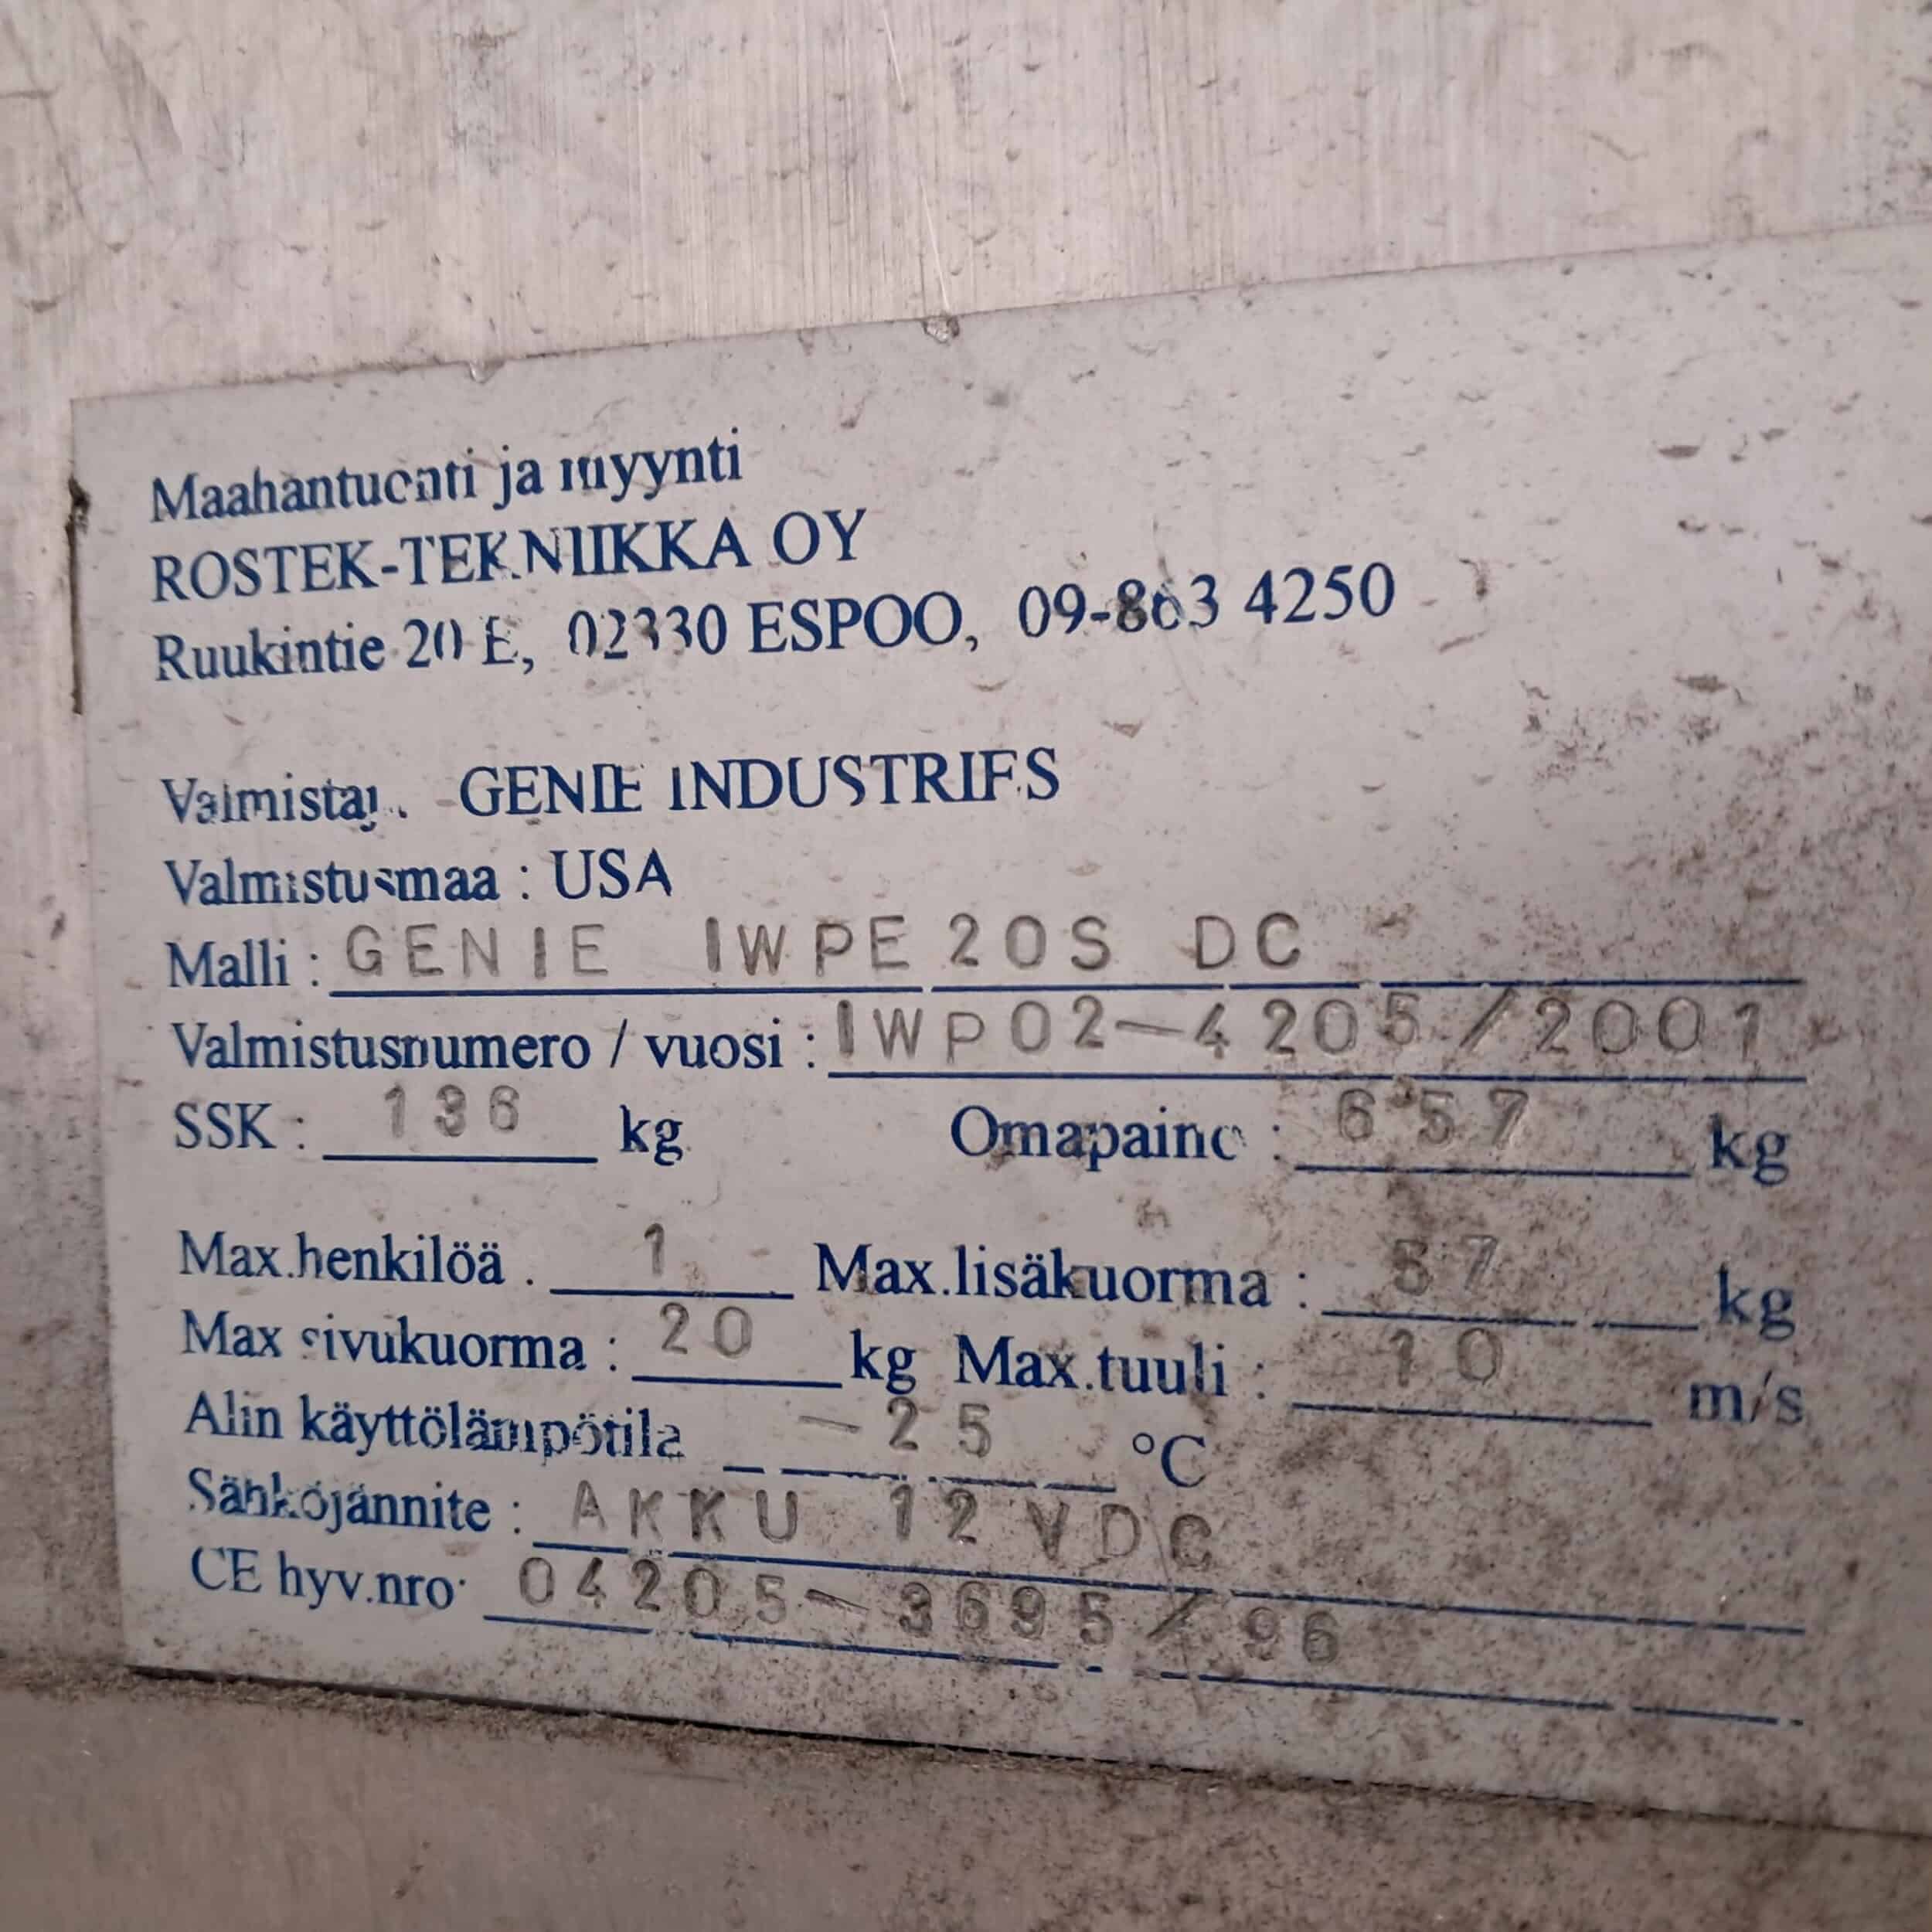 Maahantuonti ja myynti
ROSTEK-TEKNIIKKA OY
Ruukintie 20 E, 02330 ESPOO, 09-863 4250
Valmistaja GENIE INDUSTRIES
Valmistusmaa : USA
Malli : GENIE IWPE20S DC
Valmistusnumero / vuosi : IWP02-4205/2001
SSK : 136 kg Omapaino : 657 kg
Max.henkilöä . 1 Max.lisäkuorma : 57 kg
Max sivukuorma : 20 kg Max.tuuli : 10 m/s
Alin käyttölämpötila -25 °C
Sähköjännite : AKKU 12 VDC
CE hyv.nro: 04205-3695/96